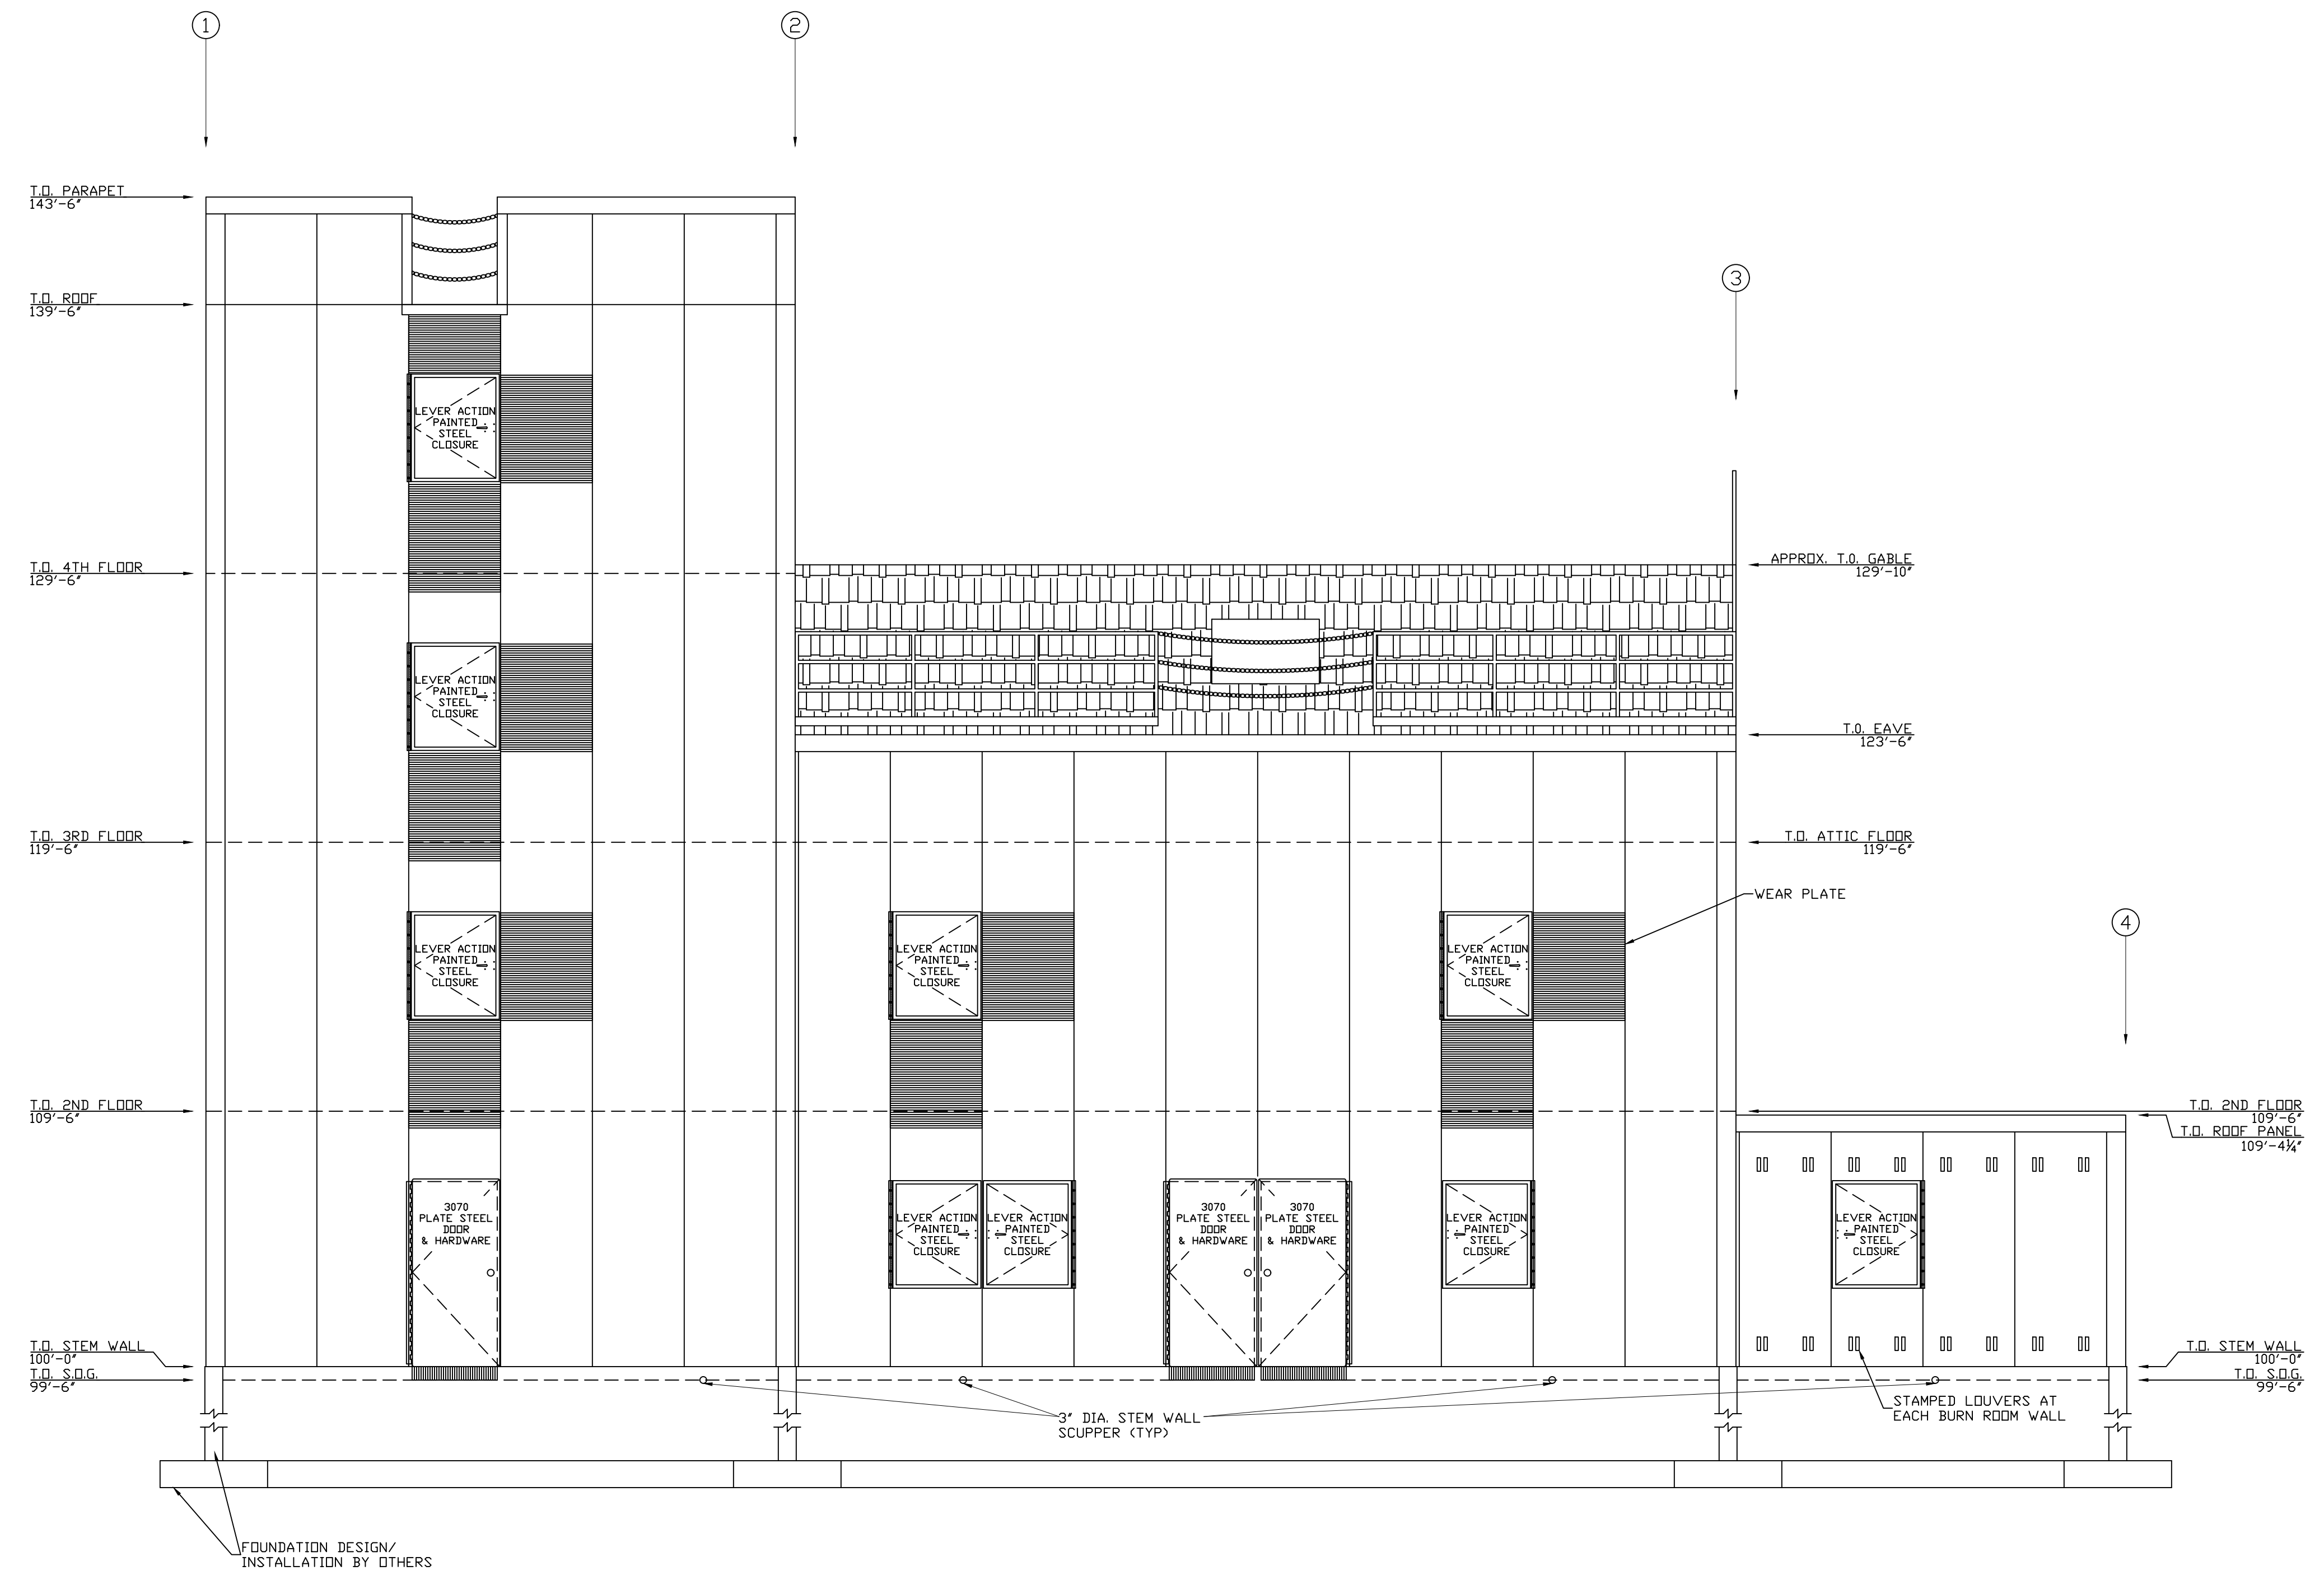 1
2
T.O. PARAPET
143'-6"
T.O. ROOF
139'-6"
3
LEVER ACTION
PAINTED
STEEL
CLOSURE
T.O. 4TH FLOOR
129'-6"
APPROX. T.O. GABLE
129'-10"
LEVER ACTION
PAINTED
STEEL
CLOSURE
T.O. EAVE
123'-6"
T.O. 3RD FLOOR
119'-6"
T.O. ATTIC FLOOR
119'-6"
WEAR PLATE
4
LEVER ACTION
PAINTED
STEEL
CLOSURE
LEVER ACTION
PAINTED
STEEL
CLOSURE
LEVER ACTION
PAINTED
STEEL
CLOSURE
T.O. 2ND FLOOR
109'-6"
T.O. 2ND FLOOR
109'-6"
T.O. ROOF PANEL
109'-4¼"
3070
PLATE STEEL
DOOR
& HARDWARE
LEVER ACTION
PAINTED
STEEL
CLOSURE
LEVER ACTION
PAINTED
STEEL
CLOSURE
3070
PLATE STEEL
DOOR
& HARDWARE
3070
PLATE STEEL
DOOR
& HARDWARE
LEVER ACTION
PAINTED
STEEL
CLOSURE
LEVER ACTION
PAINTED
STEEL
CLOSURE
T.O. STEM WALL
100'-0"
T.O. S.O.G.
99'-6"
T.O. STEM WALL
100'-0"
T.O. S.O.G.
99'-6"
3" DIA. STEM WALL
SCUPPER (TYP)
STAMPED LOUVERS AT
EACH BURN ROOM WALL
FOUNDATION DESIGN/
INSTALLATION BY OTHERS